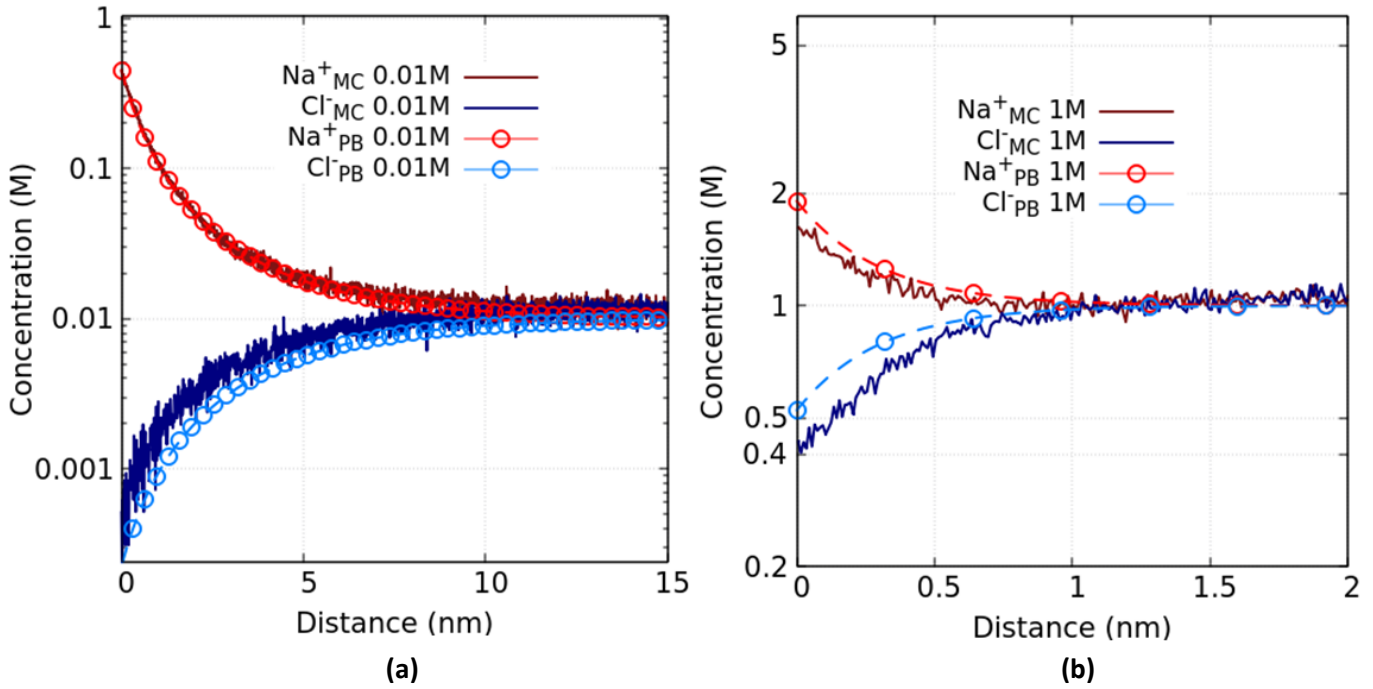 1
0.1
0.01
0.001
0
5
10
15
Concentration (M)
Distance (nm)
Na⁺MC 0.01M
Cl⁻MC 0.01M
Na⁺PB 0.01M
Cl⁻PB 0.01M
(a)
5
2
1
0.5
0.4
0.2
0
0.5
1
1.5
2
Concentration (M)
Distance (nm)
Na⁺MC 1M
Cl⁻MC 1M
Na⁺PB 1M
Cl⁻PB 1M
(b)